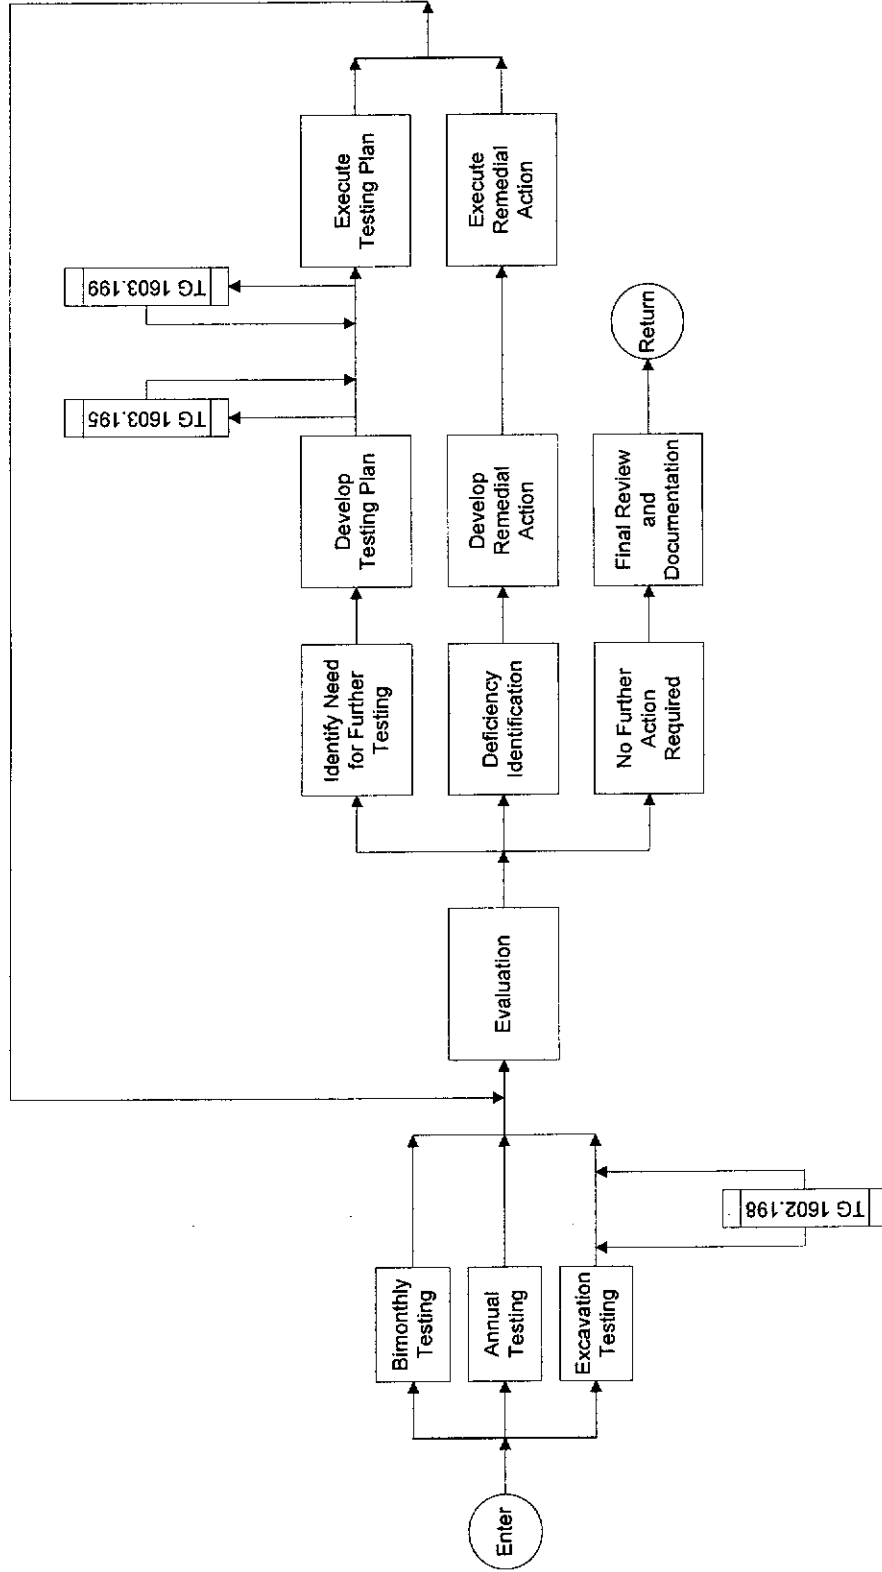 Enter
Bimonthly
Testing
Annual
Testing
Excavation
Testing
TG 1602.198
Evaluation
Identify Need
for Further
Testing
Deficiency
Identification
No Further
Action
Required
Develop
Testing Plan
Develop
Remedial
Action
Final Review
and
Documentation
TG 1603.195
TG 1603.199
Execute
Testing Plan
Execute
Remedial
Action
Return